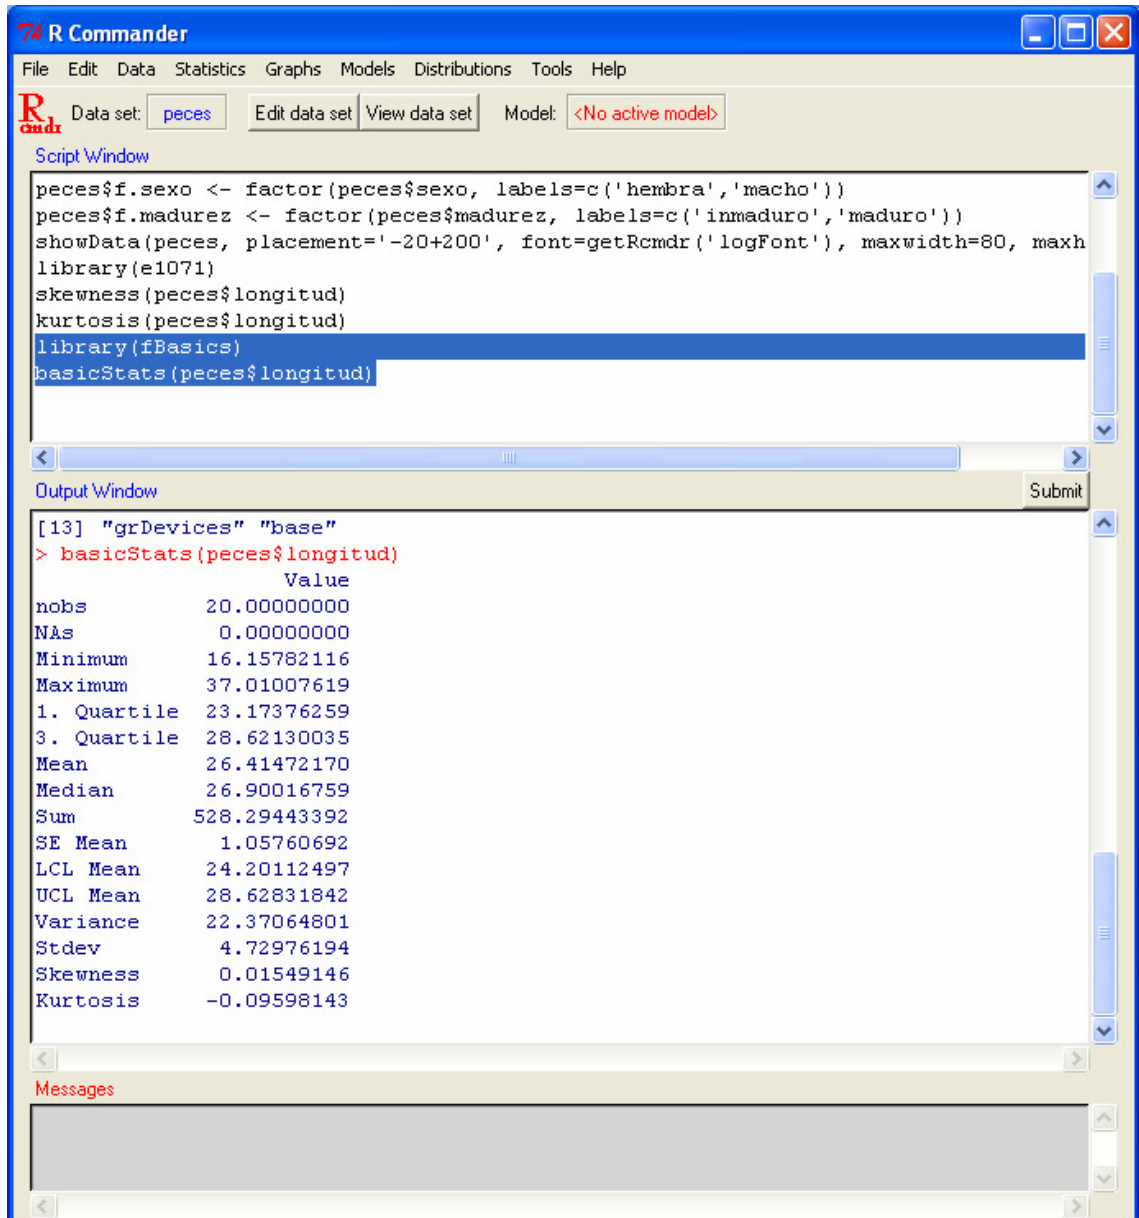 R Commander
File Edit Data Statistics Graphs Models Distributions Tools Help
R cmdr Data set: peces Edit data set View data set Model: <No active model>
Script Window
peces$f.sexo <- factor(peces$sexo, labels=c('hembra','macho'))
peces$f.madurez <- factor(peces$madurez, labels=c('inmaduro','maduro'))
showData(peces, placement='-20+200', font=getRcmdr('logFont'), maxwidth=80, maxh
library(e1071)
skewness(peces$longitud)
kurtosis(peces$longitud)
library(fBasics)
basicStats(peces$longitud)
Output Window Submit
[13] "grDevices" "base"
> basicStats(peces$longitud)
Value
nobs 20.00000000
NAs 0.00000000
Minimum 16.15782116
Maximum 37.01007619
1. Quartile 23.17376259
3. Quartile 28.62130035
Mean 26.41472170
Median 26.90016759
Sum 528.29443392
SE Mean 1.05760692
LCL Mean 24.20112497
UCL Mean 28.62831842
Variance 22.37064801
Stdev 4.72976194
Skewness 0.01549146
Kurtosis -0.09598143
Messages